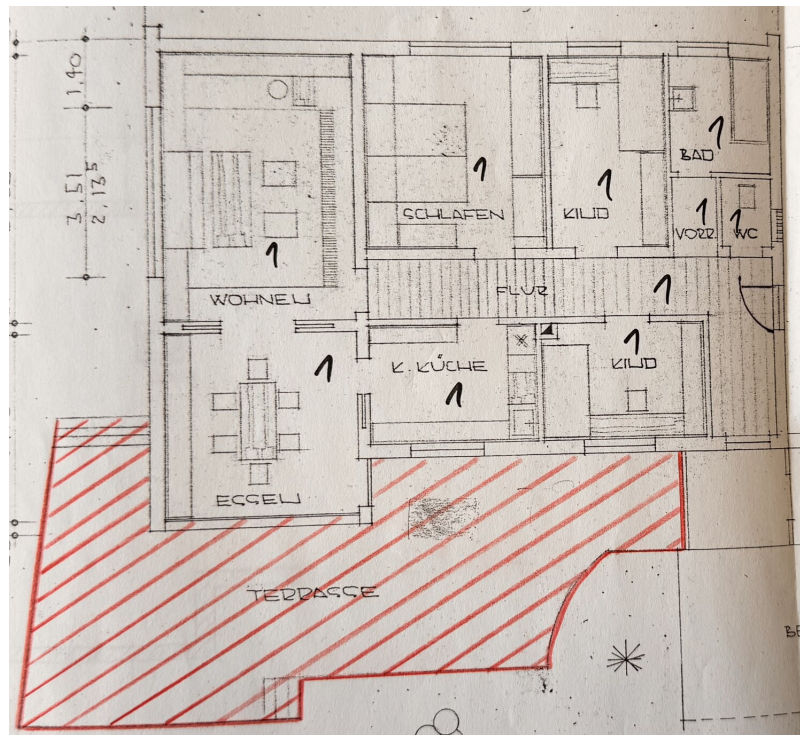 1,40
3,51
2,13⁵
BAD
1
SCHLAFEN
1
KIND
1
VORR.
1
WC
1
WOHNEN
1
FLUR
1
K. KÜCHE
1
KIND
1
ESSEN
1
TERRASSE